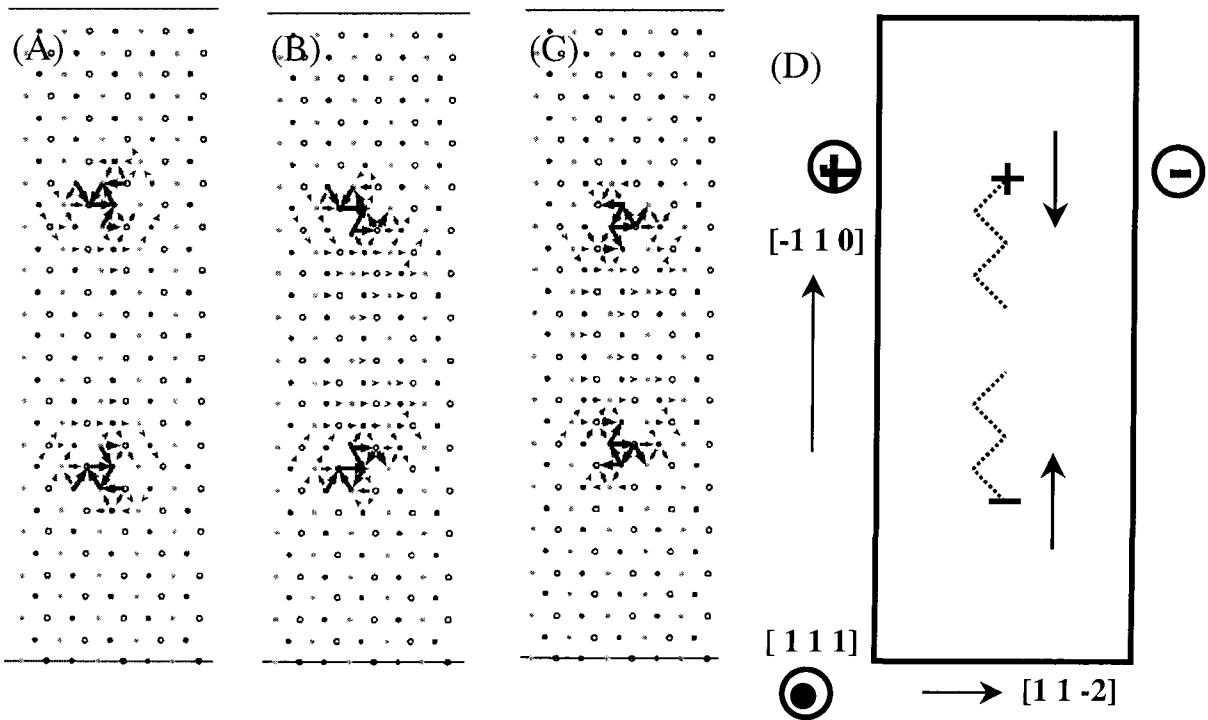 (A)
(B)
(C)
(D)
+
-
+
-
[-1 1 0]
[1 1 1]
[1 1 -2]